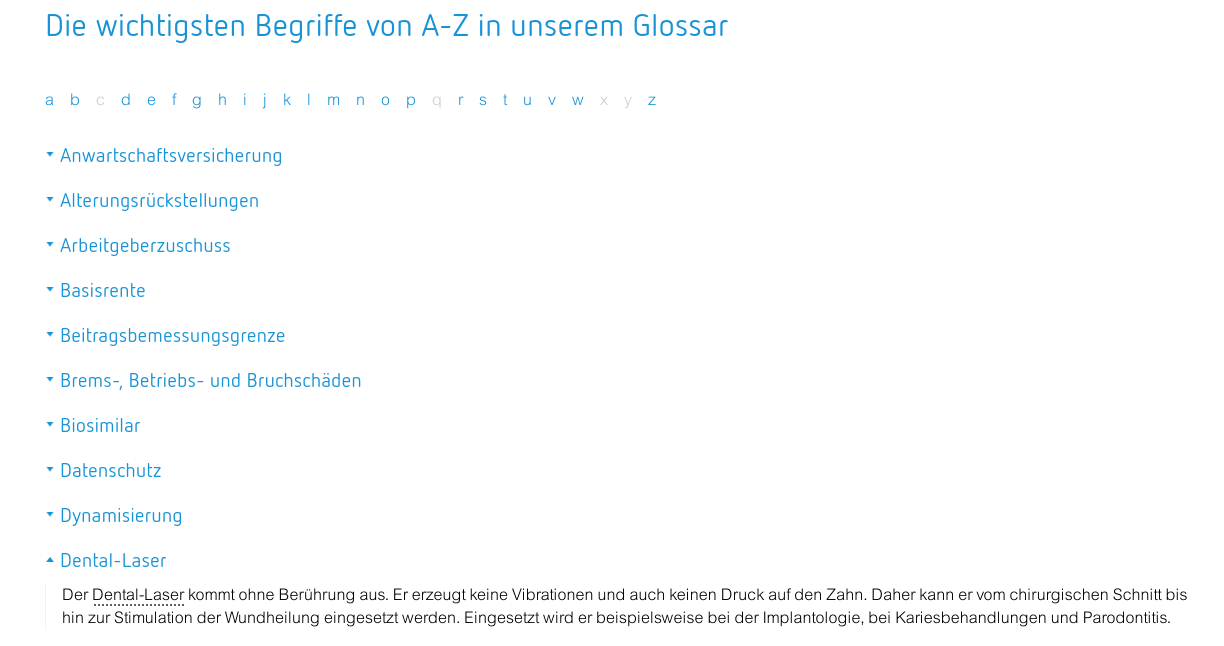 Die wichtigsten Begriffe von A-Z in unserem Glossar
a b c d e f g h i j k l m n o p q r s t u v w x y z
Anwartschaftsversicherung
Alterungsrückstellungen
Arbeitgeberzuschuss
Basisrente
Beitragsbemessungsgrenze
Brems-, Betriebs- und Bruchschäden
Biosimilar
Datenschutz
Dynamisierung
Dental-Laser
Der Dental-Laser kommt ohne Berührung aus. Er erzeugt keine Vibrationen und auch keinen Druck auf den Zahn. Daher kann er vom chirurgischen Schnitt bis
hin zur Stimulation der Wundheilung eingesetzt werden. Eingesetzt wird er beispielsweise bei der Implantologie, bei Kariesbehandlungen und Parodontitis.